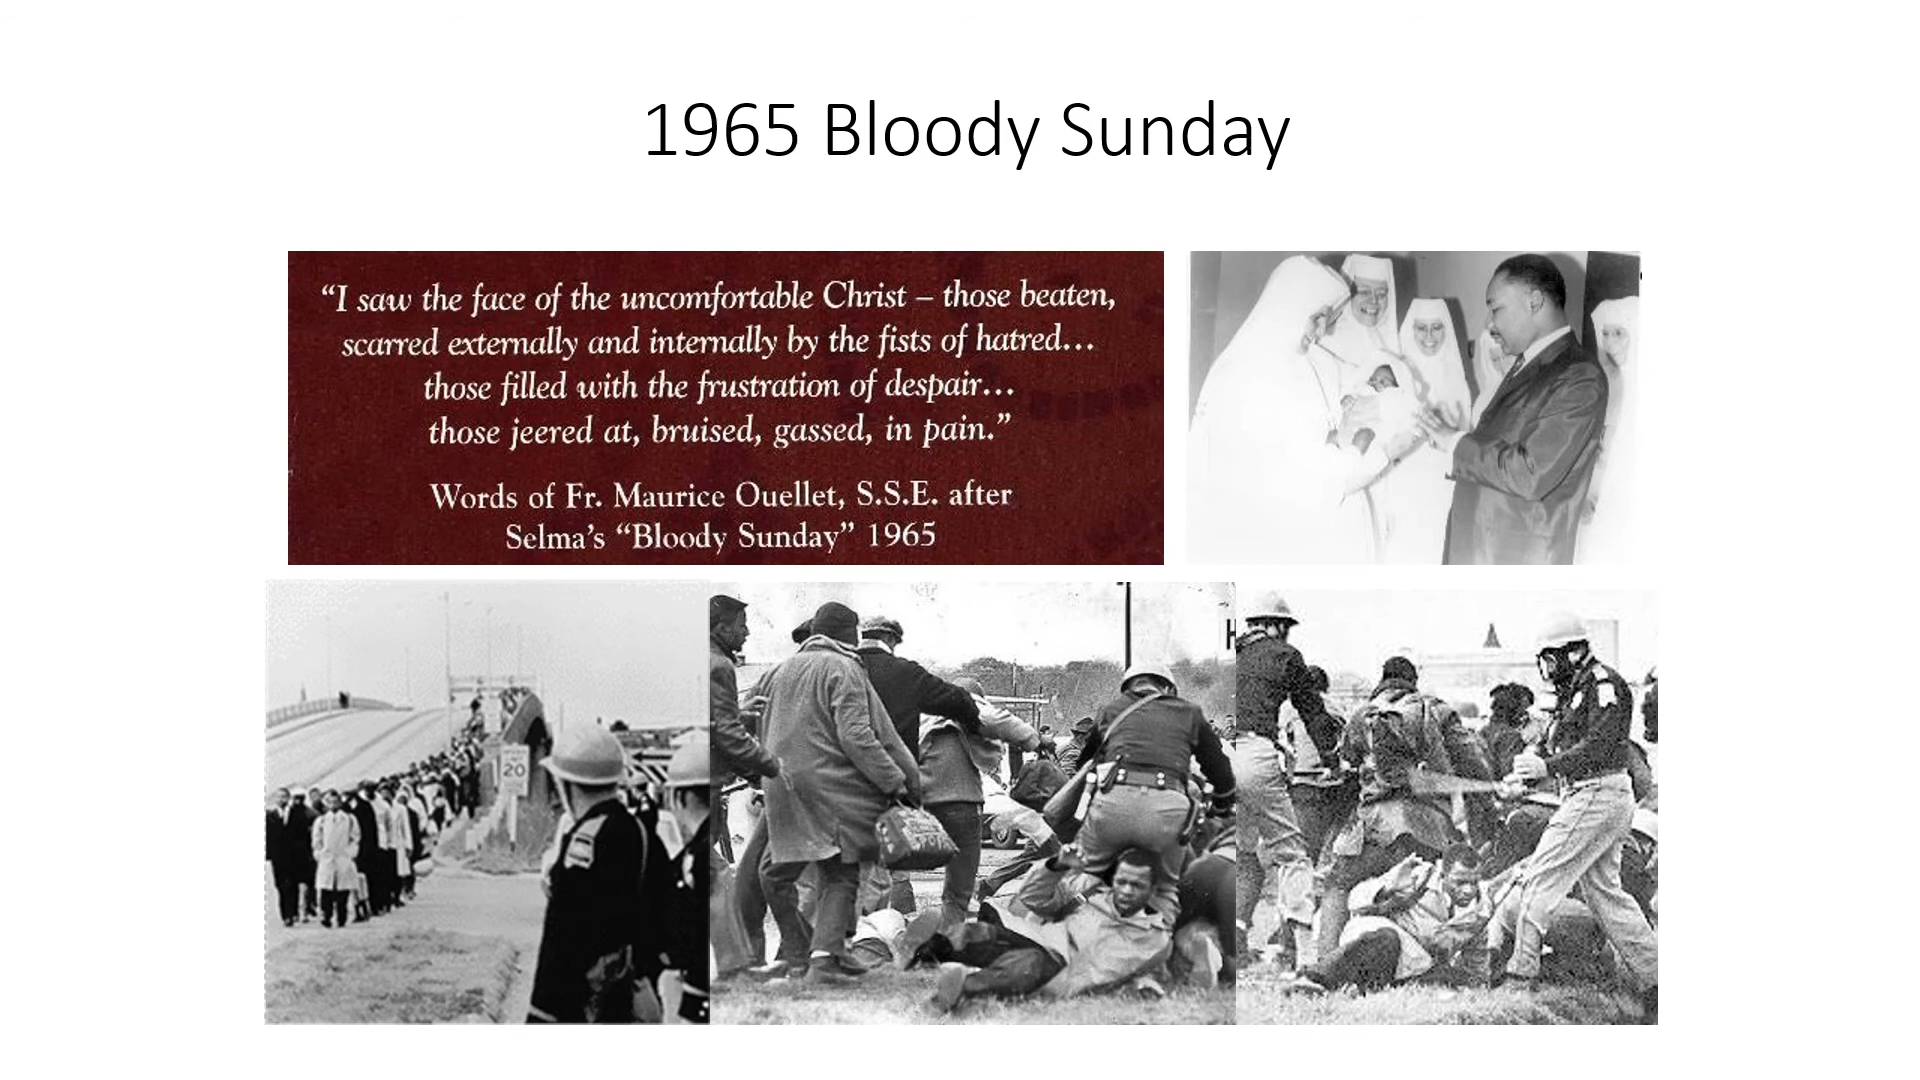 1965 Bloody Sunday
“I saw the face of the uncomfortable Christ – those beaten,
scarred externally and internally by the fists of hatred…
those filled with the frustration of despair…
those jeered at, bruised, gassed, in pain.”
Words of Fr. Maurice Ouellet, S.S.E. after
Selma’s “Bloody Sunday” 1965
20
H